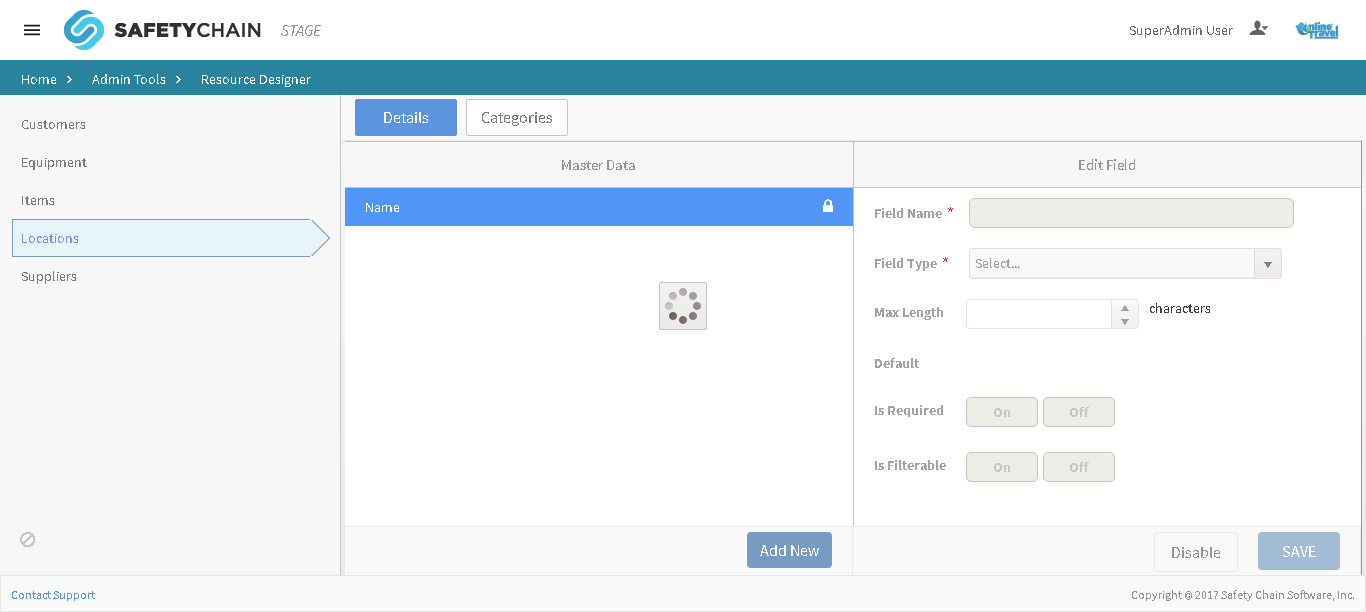 SAFETYCHAIN STAGE
SuperAdmin User
Online Travel
Home > Admin Tools > Resource Designer
Customers
Equipment
Items
Locations
Suppliers
Details Categories
Master Data
Name
Edit Field
Field Name *
Field Type * Select...
Max Length characters
Default
Is Required On Off
Is Filterable On Off
Add New
Disable SAVE
Contact Support
Copyright © 2017 Safety Chain Software, Inc.